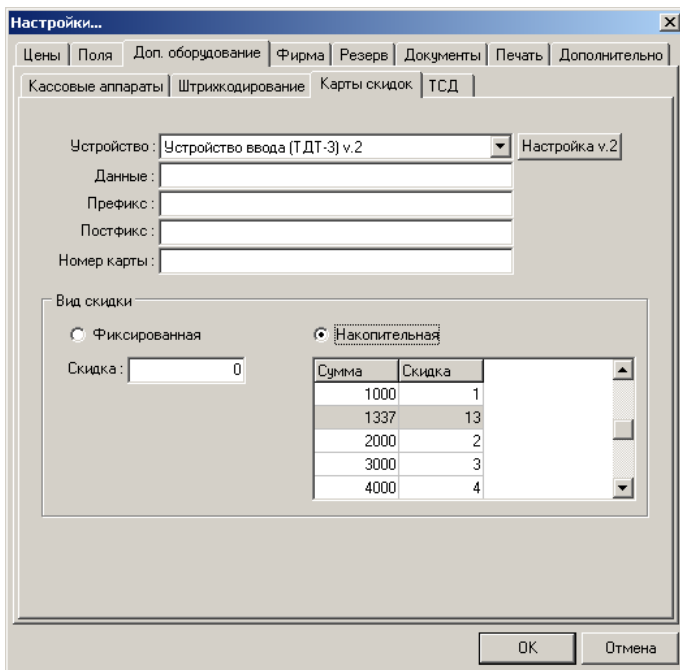 Настройки...
Цены Поля Доп. оборудование Фирма Резерв Документы Печать Дополнительно
Кассовые аппараты Штрихкодирование Карты скидок ТСД
Устройство : Устройство ввода (ТДТ-3) v.2 Настройка v.2
Данные :
Префикс :
Постфикс :
Номер карты :
Вид скидки
Фиксированная Накопительная
Скидка : 0
Сумма Скидка
1000 1
1337 13
2000 2
3000 3
4000 4
OK Отмена